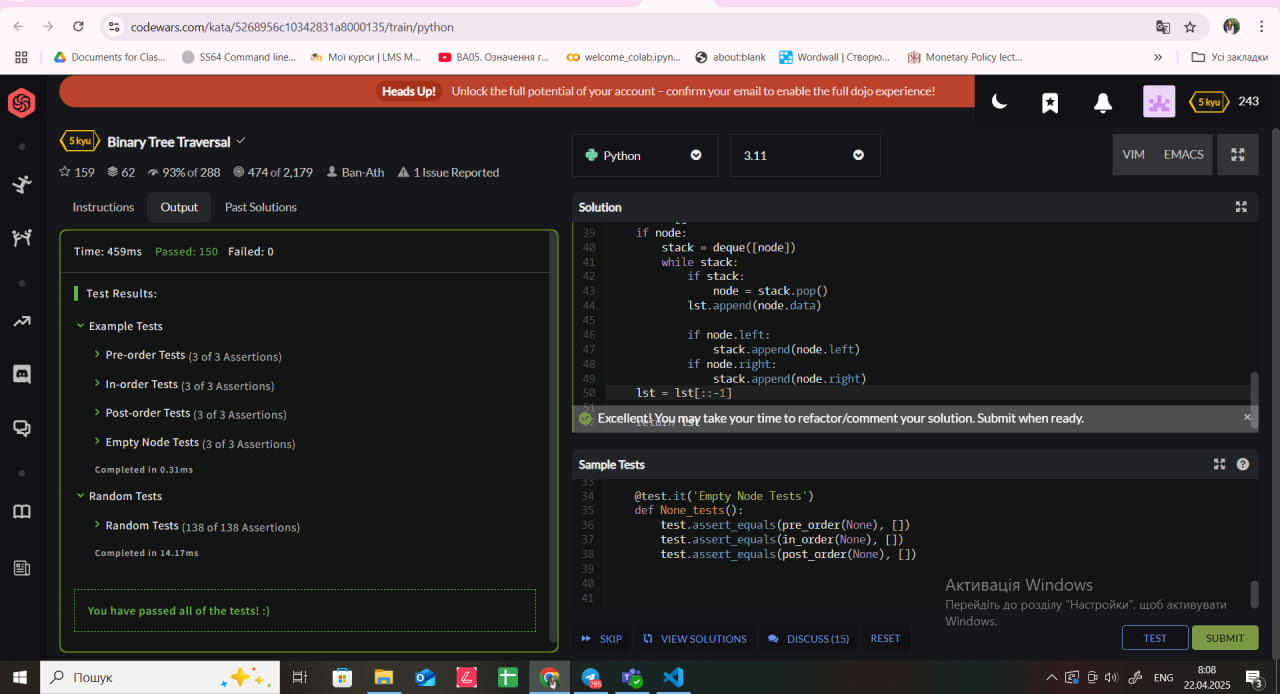 codewars.com/kata/5268956c10342831a8000135/train/python
Documents for Clas...
SS64 Command line...
Мої курси | LMS M...
BA05. Означення г...
welcome_colab.ipyn...
about:blank
Wordwall | Створю...
Monetary Policy lect...
»
Усі закладки
Heads Up! Unlock the full potential of your account – confirm your email to enable the full dojo experience!
5 kyu 243
5 kyu Binary Tree Traversal
159 62 93% of 288 474 of 2,179 Ban-Ath 1 Issue Reported
Python
3.11
VIM EMACS
Instructions Output Past Solutions
Time: 459ms Passed: 150 Failed: 0
Test Results:
Example Tests
Pre-order Tests (3 of 3 Assertions)
In-order Tests (3 of 3 Assertions)
Post-order Tests (3 of 3 Assertions)
Empty Node Tests (3 of 3 Assertions)
Completed in 0.31ms
Random Tests
Random Tests (138 of 138 Assertions)
Completed in 14.17ms
You have passed all of the tests! :)
Solution
39 if node:
40 stack = deque([node])
41 while stack:
42 if stack:
43 node = stack.pop()
44 lst.append(node.data)
45
46 if node.left:
47 stack.append(node.left)
48 if node.right:
49 stack.append(node.right)
50 lst = lst[::-1]
51
Excellent! You may take your time to refactor/comment your solution. Submit when ready. ×
return lst
Sample Tests
33
34 @test.it('Empty Node Tests')
35 def None_tests():
36 test.assert_equals(pre_order(None), [])
37 test.assert_equals(in_order(None), [])
38 test.assert_equals(post_order(None), [])
39
40
41
Активація Windows
Перейдіть до розділу "Настройки", щоб активувати
Windows.
SKIP VIEW SOLUTIONS DISCUSS (15) RESET TEST SUBMIT
Пошук
785
ENG
8:08
22.04.2025
3